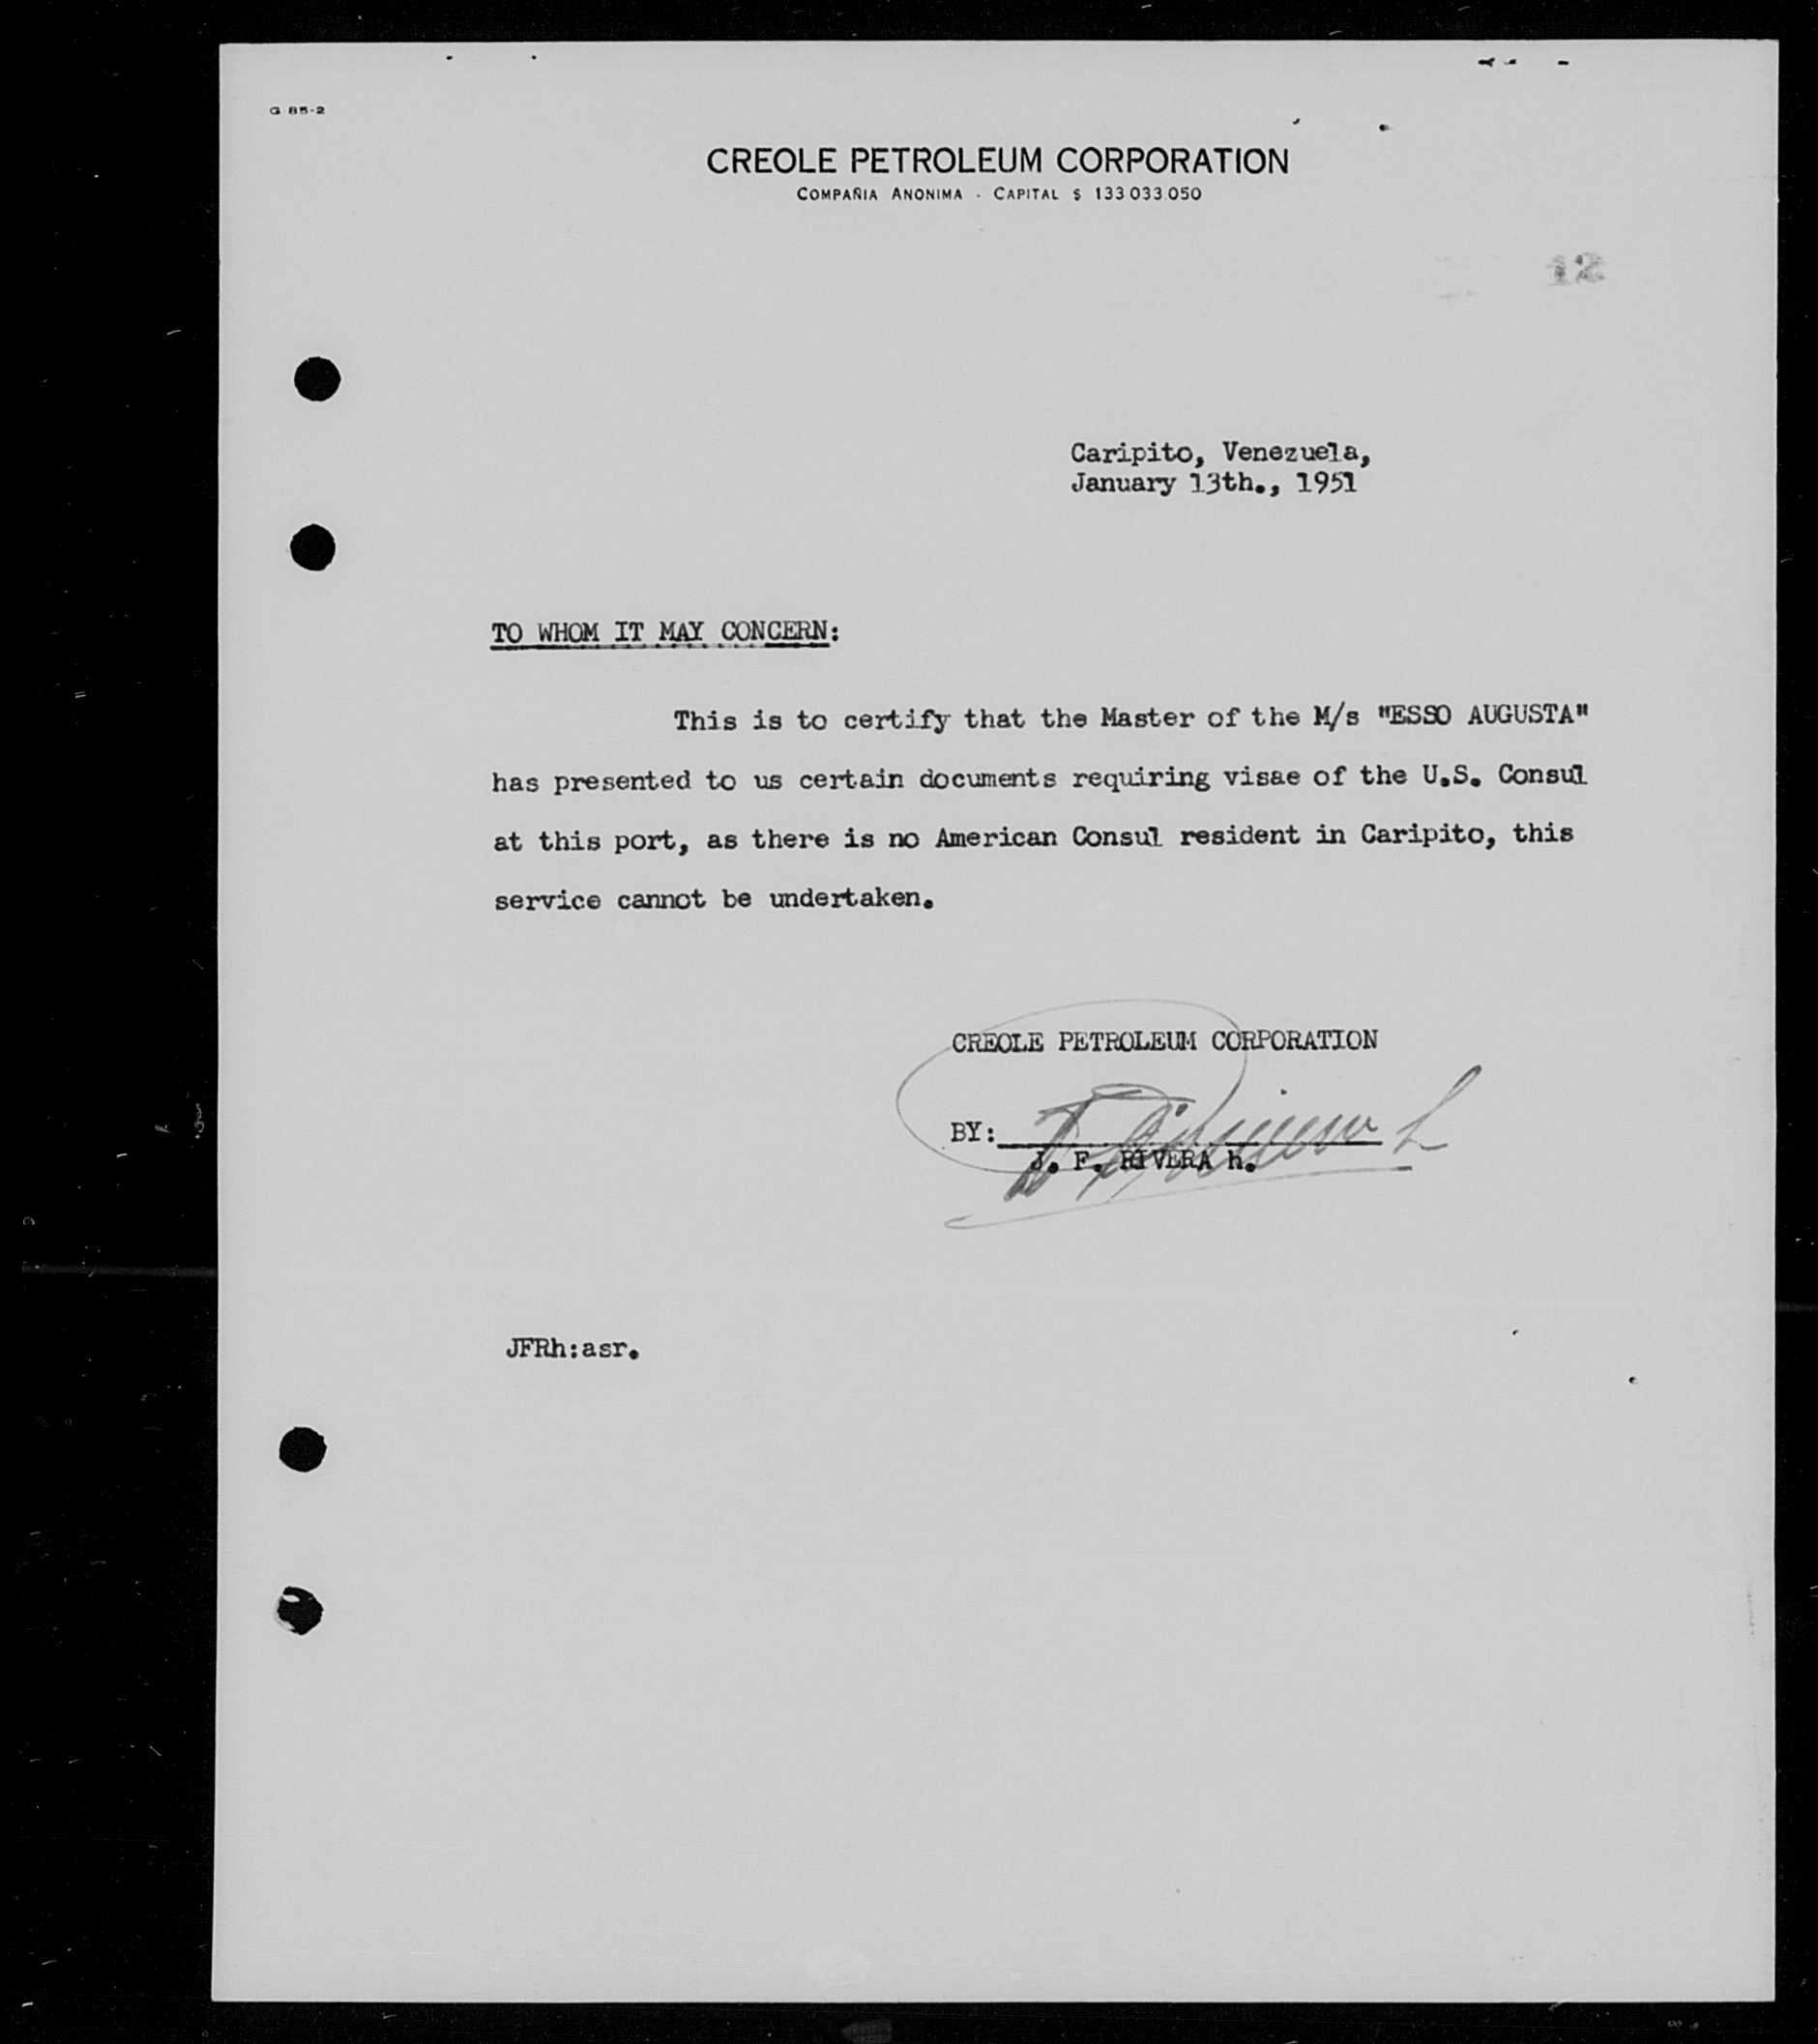 G 85-2
CREOLE PETROLEUM CORPORATION
COMPAÑIA ANONIMA - CAPITAL $ 133.033.050
12
Caripito, Venezuela,
January 13th., 1951
TO WHOM IT MAY CONCERN:
This is to certify that the Master of the M/s "ESSO AUGUSTA"
has presented to us certain documents requiring visae of the U.S. Consul
at this port, as there is no American Consul resident in Caripito, this
service cannot be undertaken.
CREOLE PETROLEUM CORPORATION
BY:
J. F. RIVERA h.
JFRh:asr.